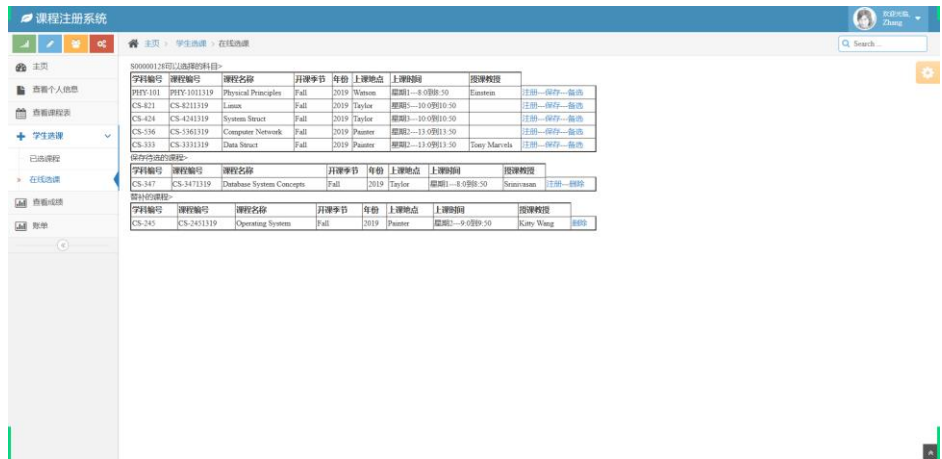 课程注册系统
欢迎光临,
Zhang
主页 > 学生选课 > 在线选课
Search ...
主页
查看个人信息
查看课程表
学生选课
已选课程
在线选课
查看成绩
账单
S00000128可以选择的科目>
学科编号 课程编号 课程名称 开课季节 年份 上课地点 上课时间 授课教授
PHY-101 PHY-1011319 Physical Principles Fall 2019 Watson 星期1---8:0到8:50 Einstein 注册---保存---备选
CS-821 CS-8211319 Linux Fall 2019 Taylor 星期5---10:0到10:50 注册---保存---备选
CS-424 CS-4241319 System Struct Fall 2019 Taylor 星期3---10:0到10:50 注册---保存---备选
CS-536 CS-5361319 Computer Network Fall 2019 Painter 星期2---13:0到13:50 注册---保存---备选
CS-333 CS-3331319 Data Struct Fall 2019 Painter 星期2---13:0到13:50 Tony Marvela 注册---保存---备选
保存待选的课程>
学科编号 课程编号 课程名称 开课季节 年份 上课地点 上课时间 授课教授
CS-347 CS-3471319 Database System Concepts Fall 2019 Taylor 星期1---8:0到8:50 Srinivasan 注册---删除
替补的课程>
学科编号 课程编号 课程名称 开课季节 年份 上课地点 上课时间 授课教授
CS-245 CS-2451319 Operating System Fall 2019 Painter 星期2---9:0到9:50 Kitty Wang 删除